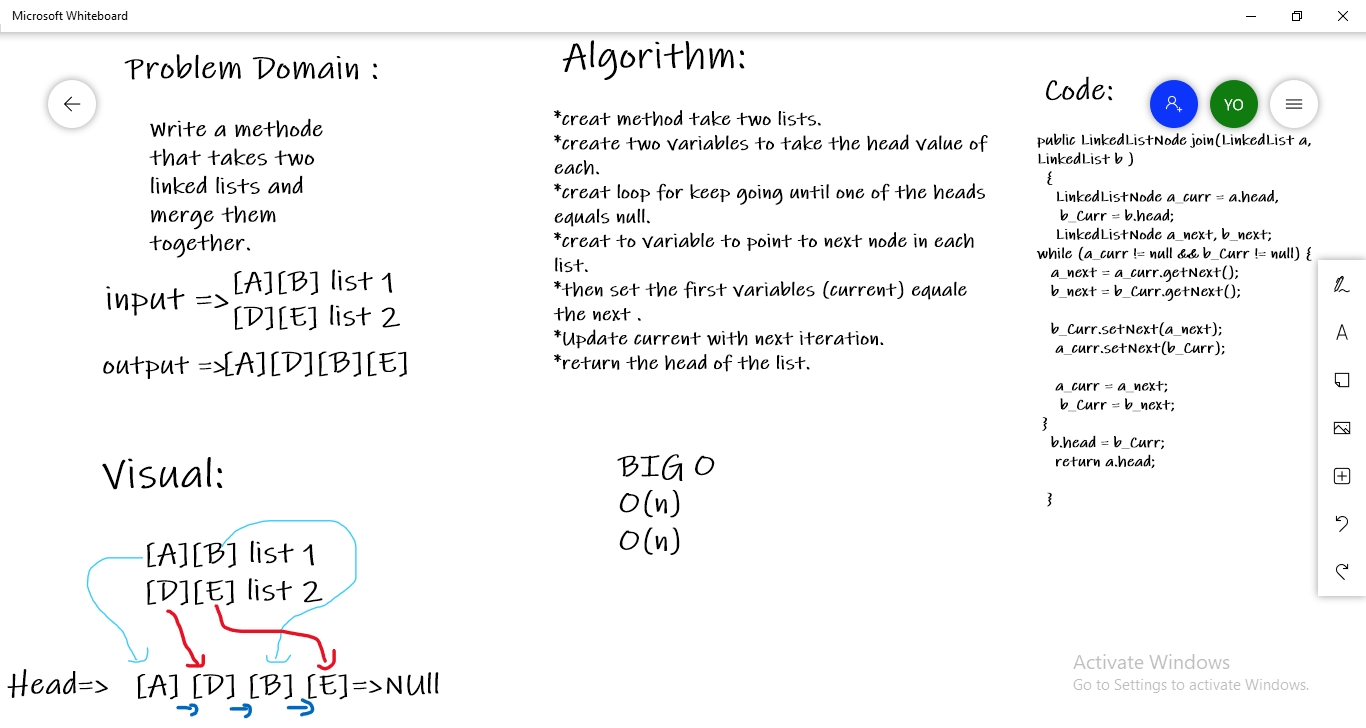 Microsoft Whiteboard
Problem Domain :
Write a methode
that takes two
linked lists and
merge them
together.
input => [A][B] list 1
[D][E] list 2
output =>[A][D][B][E]
Visual:
[A][B] list 1
[D][E] list 2
Head=> [A] [D] [B] [E]=>NUll
Algorithm:
*creat method take two lists.
*create two variables to take the head value of
each.
*creat loop for keep going until one of the heads
equals null.
*creat to variable to point to next node in each
list.
*then set the first variables (current) equale
the next .
*Update current with next iteration.
*return the head of the list.
BIG O
O(n)
O(n)
Code:
YO
public LinkedListNode join(LinkedList a,
LinkedList b )
{
LinkedListNode a_curr = a.head,
b_Curr = b.head;
LinkedListNode a_next, b_next;
while (a_curr != null && b_Curr != null) {
a_next = a_curr.getNext();
b_next = b_Curr.getNext();
b_Curr.setNext(a_next);
a_curr.setNext(b_Curr);
a_curr = a_next;
b_Curr = b_next;
}
b.head = b_Curr;
return a.head;
}
A
Activate Windows
Go to Settings to activate Windows.